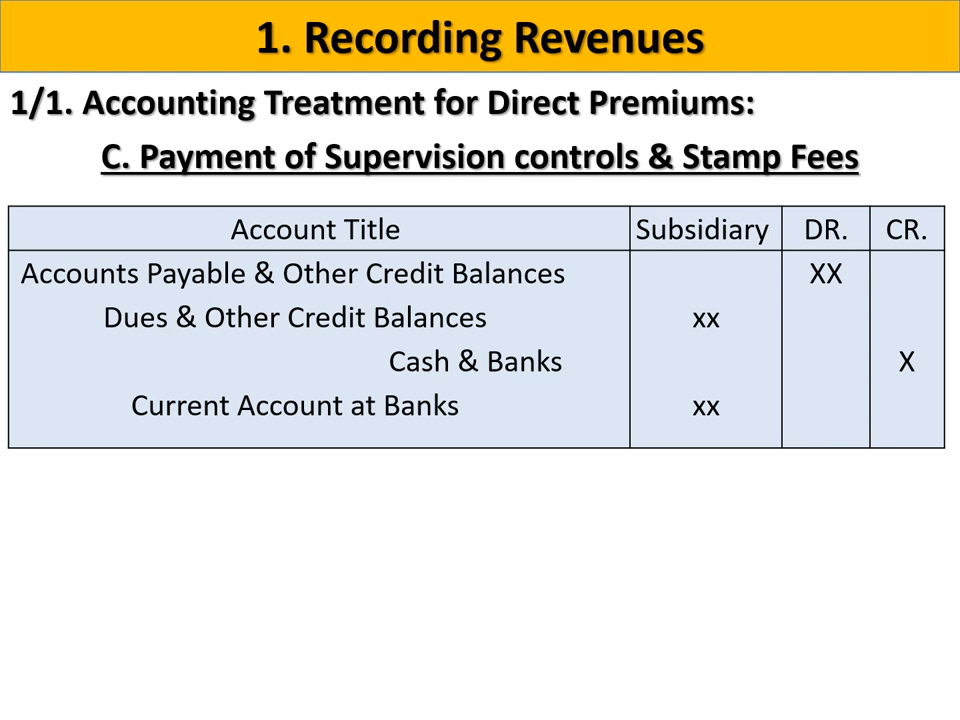 1. Recording Revenues
1/1. Accounting Treatment for Direct Premiums:
C. Payment of Supervision controls & Stamp Fees
Account Title Subsidiary DR. CR.
Accounts Payable & Other Credit Balances XX
Dues & Other Credit Balances xx
Cash & Banks X
Current Account at Banks xx